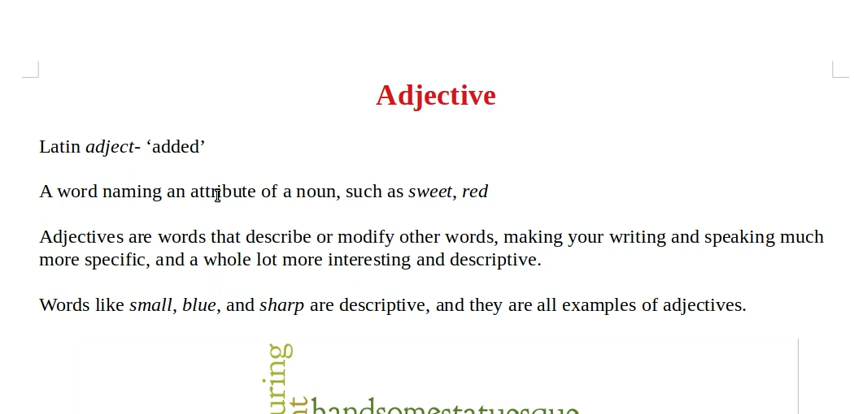 Adjective
Latin adject- ‘added’
A word naming an attribute of a noun, such as sweet, red
Adjectives are words that describe or modify other words, making your writing and speaking much
more specific, and a whole lot more interesting and descriptive.
Words like small, blue, and sharp are descriptive, and they are all examples of adjectives.
handsomestatuesque